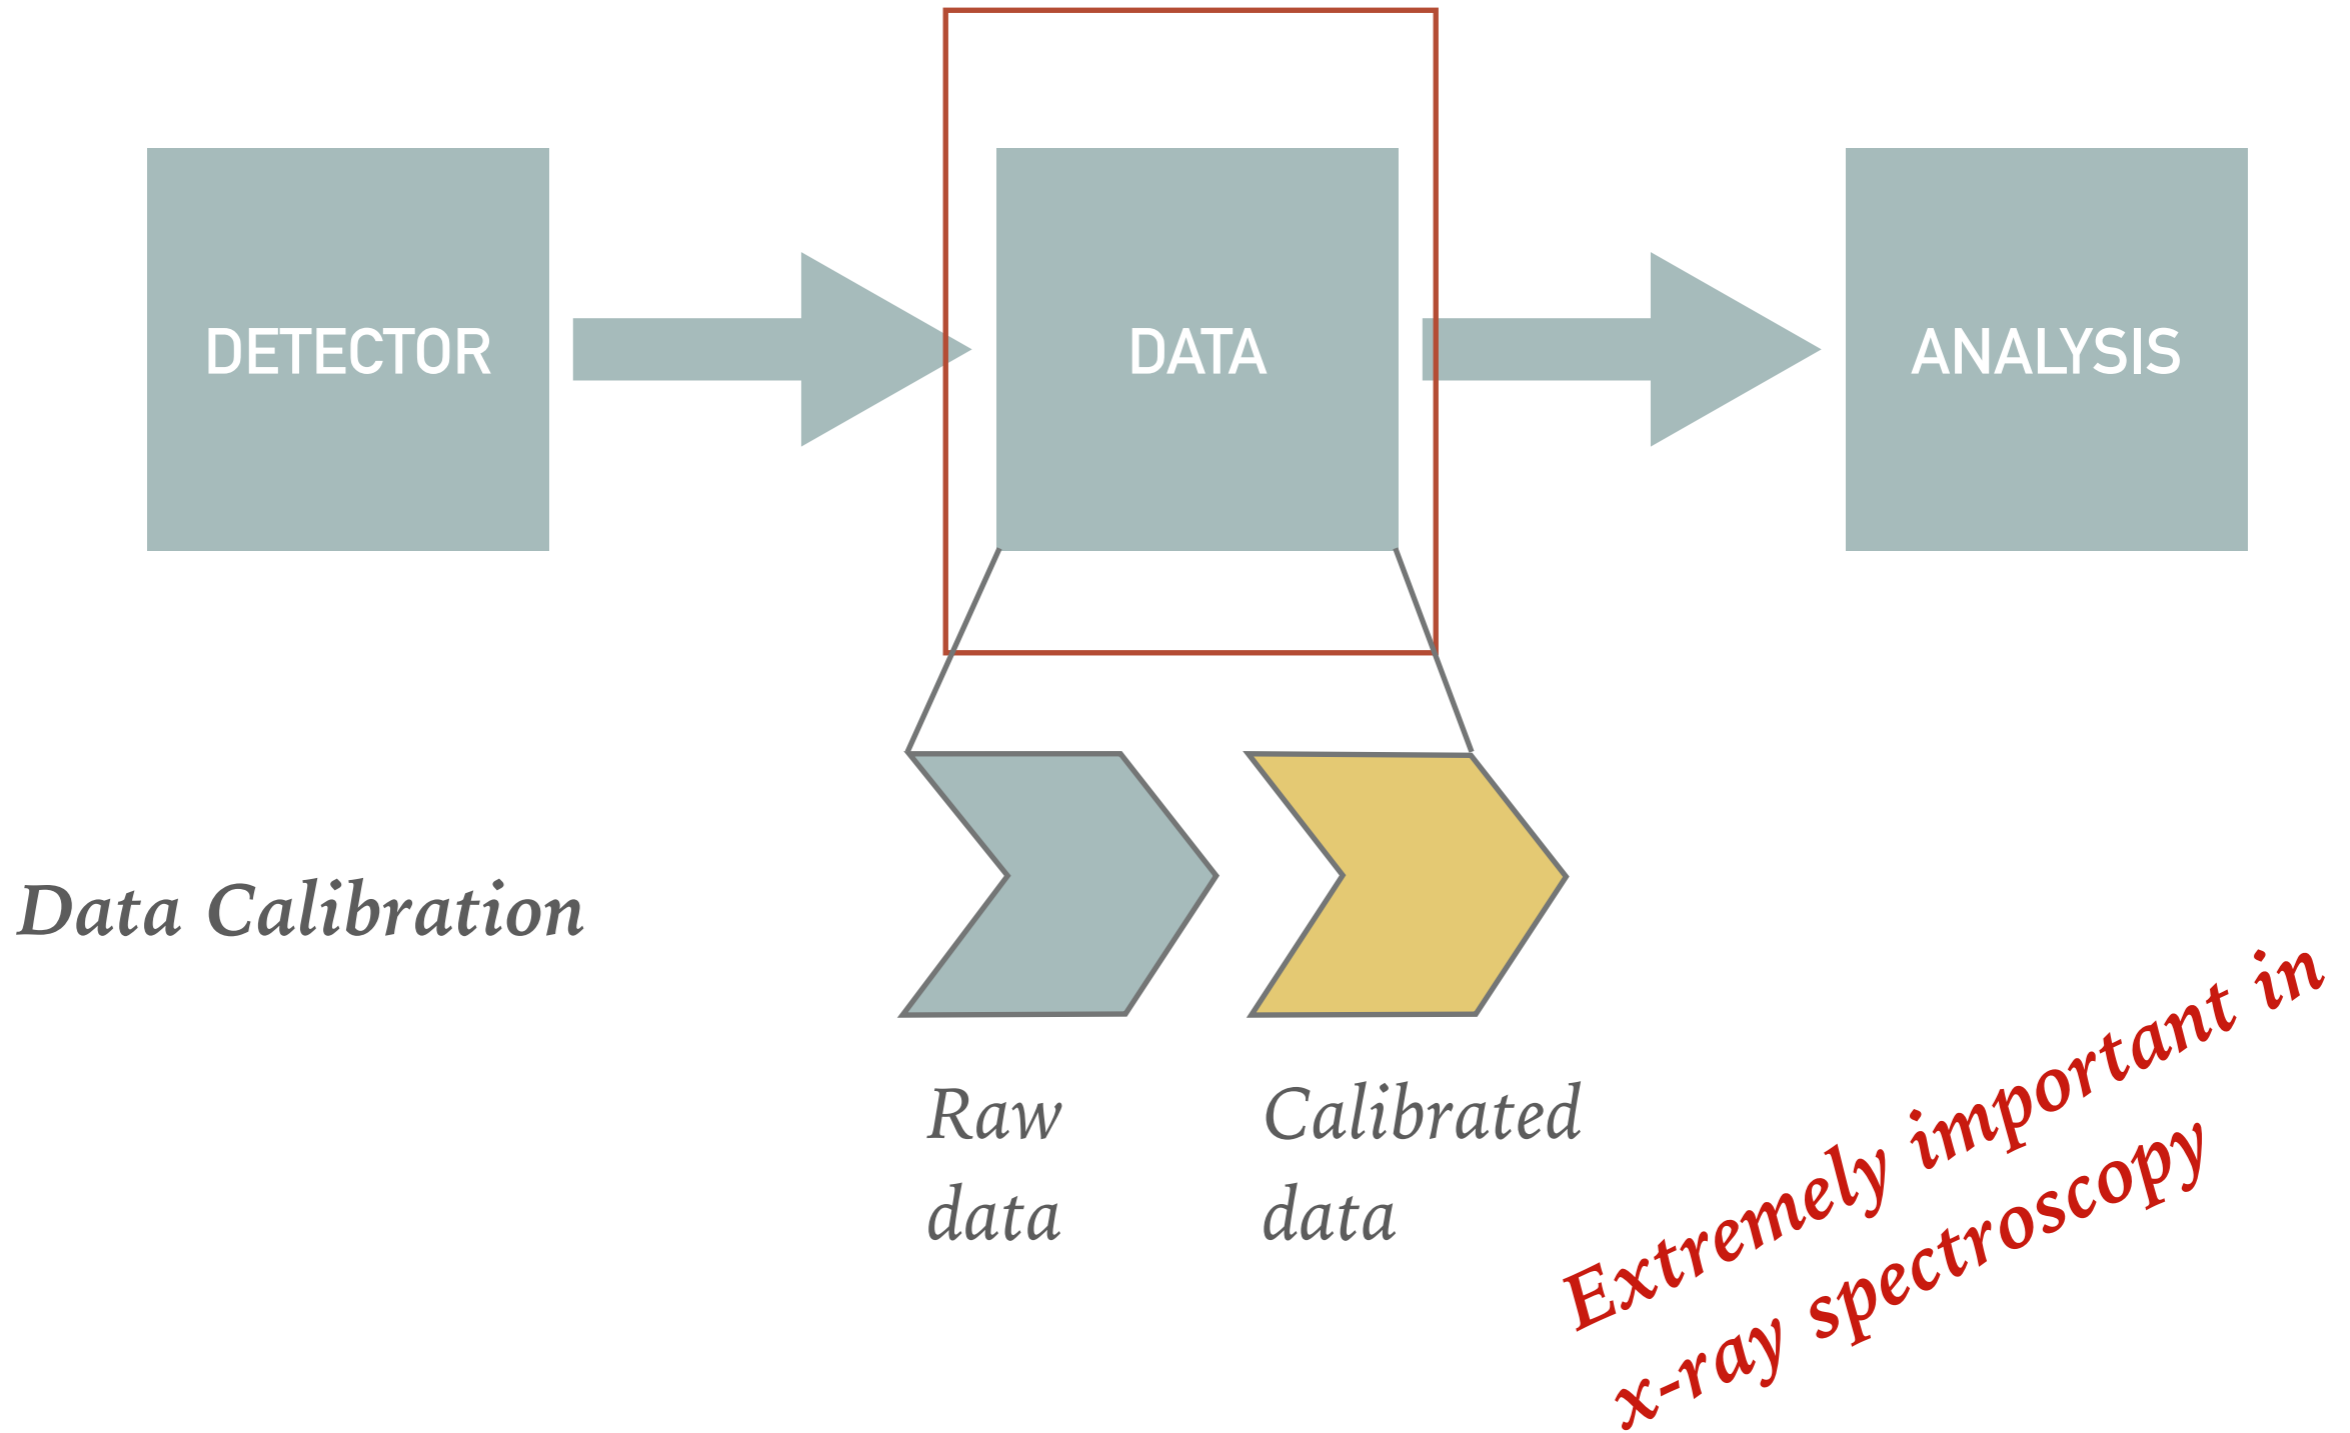 DETECTOR
DATA
ANALYSIS
Data Calibration
Raw
data
Calibrated
data
Extremely important in
x-ray spectroscopy